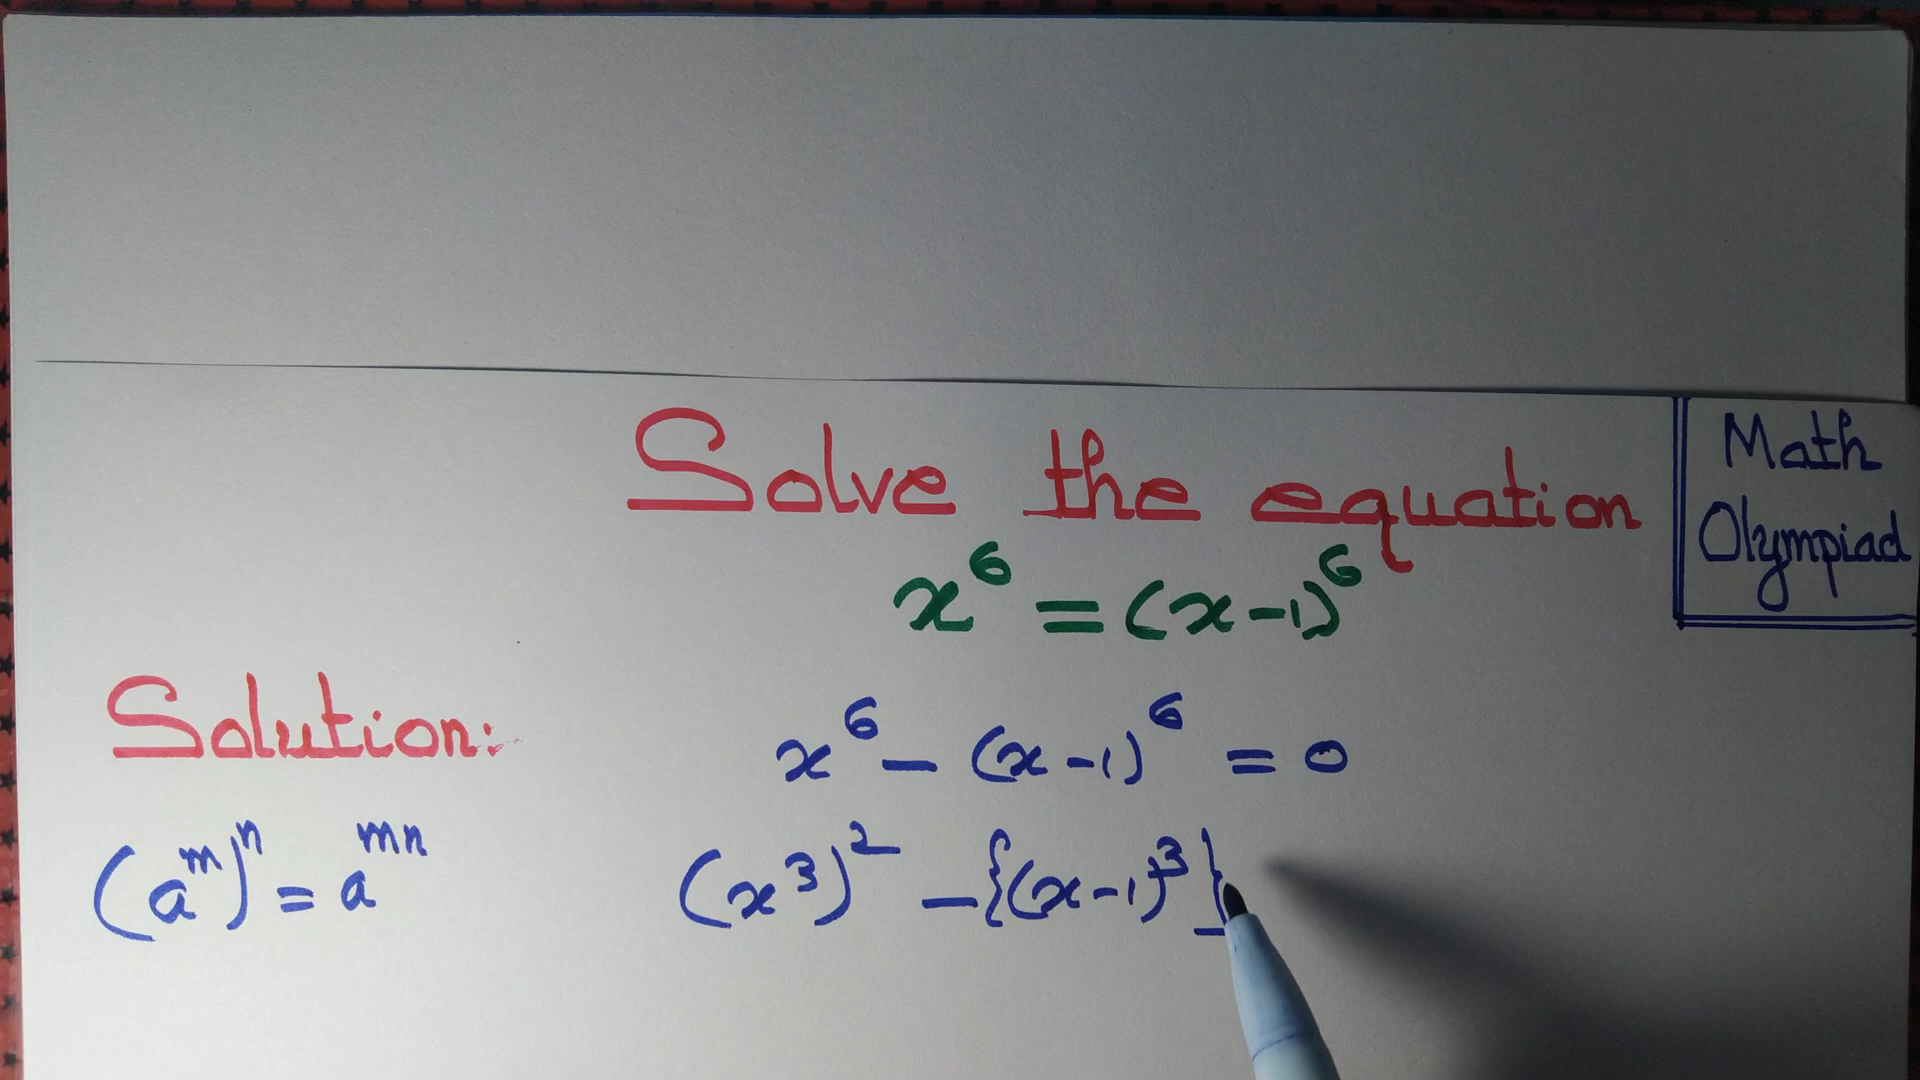 Solve the equation
Math
Olympiad
x⁶ = (x-1)⁶
Solution:
x⁶ - (x-1)⁶ = 0
(aᵐ)ⁿ = aᵐⁿ
(x³)² - {(x-1)³}